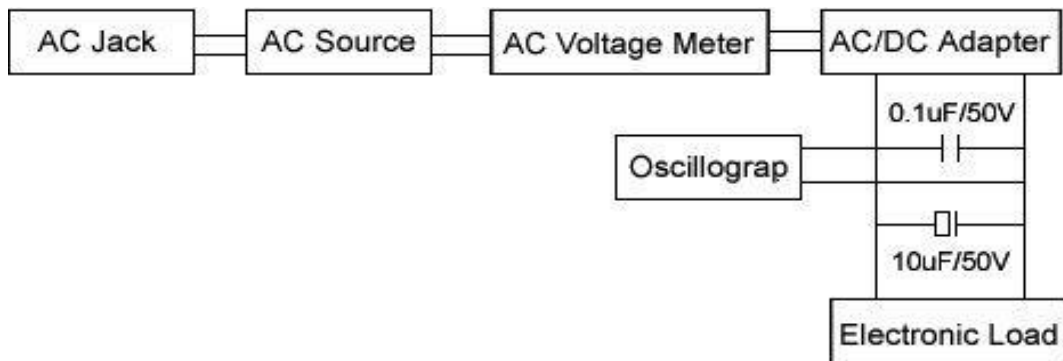 AC Jack
AC Source
AC Voltage Meter
AC/DC Adapter
0.1uF/50V
Oscillograp
10uF/50V
Electronic Load